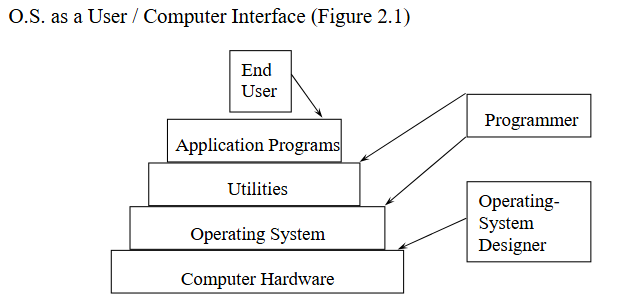 O.S. as a User / Computer Interface (Figure 2.1)
End
User
Application Programs
Programmer
Utilities
Operating System
Operating-
System
Designer
Computer Hardware